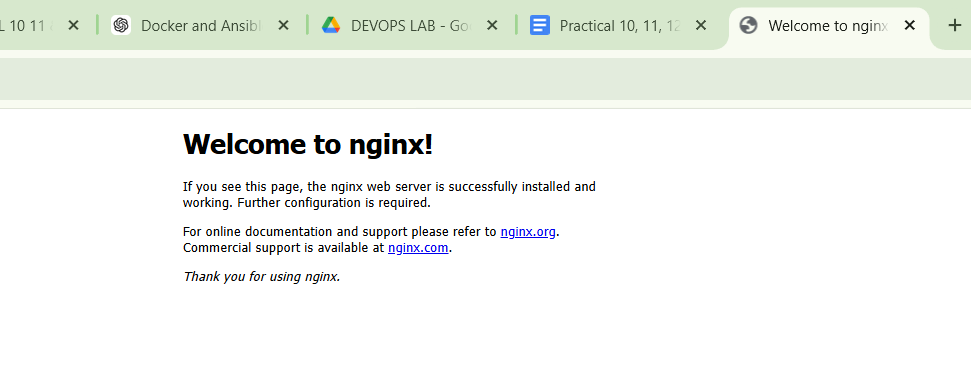 L 10 11
Docker and Ansibl
DEVOPS LAB - Goo
Practical 10, 11, 12
Welcome to nginx
Welcome to nginx!
If you see this page, the nginx web server is successfully installed and
working. Further configuration is required.
For online documentation and support please refer to nginx.org.
Commercial support is available at nginx.com.
Thank you for using nginx.